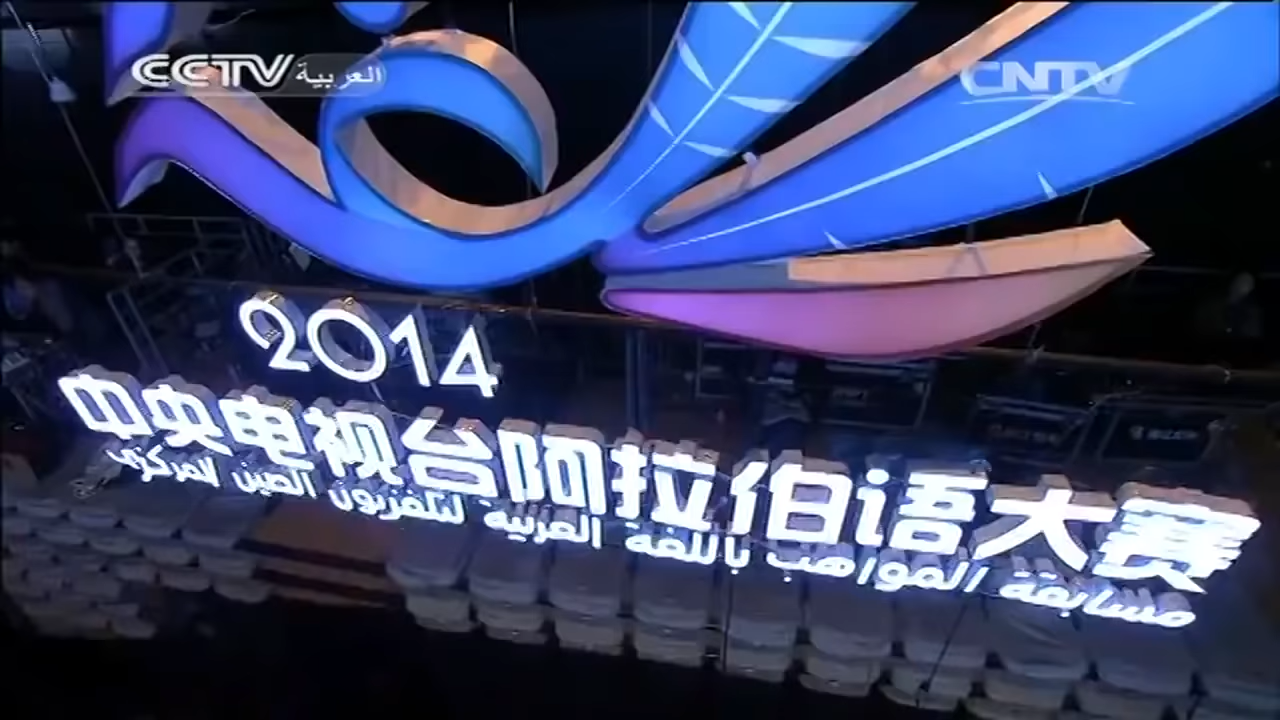 CCTV العربية
CNTV
2014
中央电视台阿拉伯语大赛
مسابقة المواهب باللغة العربية لتلفزيون الصين المركزي